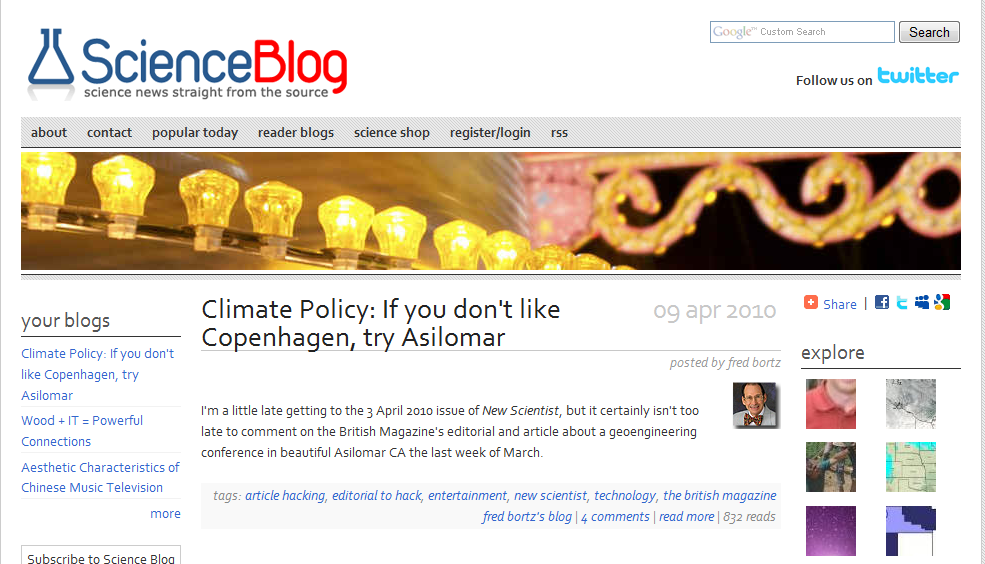 ScienceBlog
science news straight from the source
Google™ Custom Search
Search
Follow us on twitter
about contact popular today reader blogs science shop register/login rss
your blogs
Climate Policy: If you don't
like Copenhagen, try
Asilomar
Wood + IT = Powerful
Connections
Aesthetic Characteristics of
Chinese Music Television
more
Subscribe to Science Blog
Climate Policy: If you don't like
Copenhagen, try Asilomar
09 apr 2010
posted by fred bortz
I'm a little late getting to the 3 April 2010 issue of New Scientist, but it certainly isn't too
late to comment on the British Magazine's editorial and article about a geoengineering
conference in beautiful Asilomar CA the last week of March.
tags: article hacking, editorial to hack, entertainment, new scientist, technology, the british magazine
fred bortz's blog | 4 comments | read more | 832 reads
Share |
explore